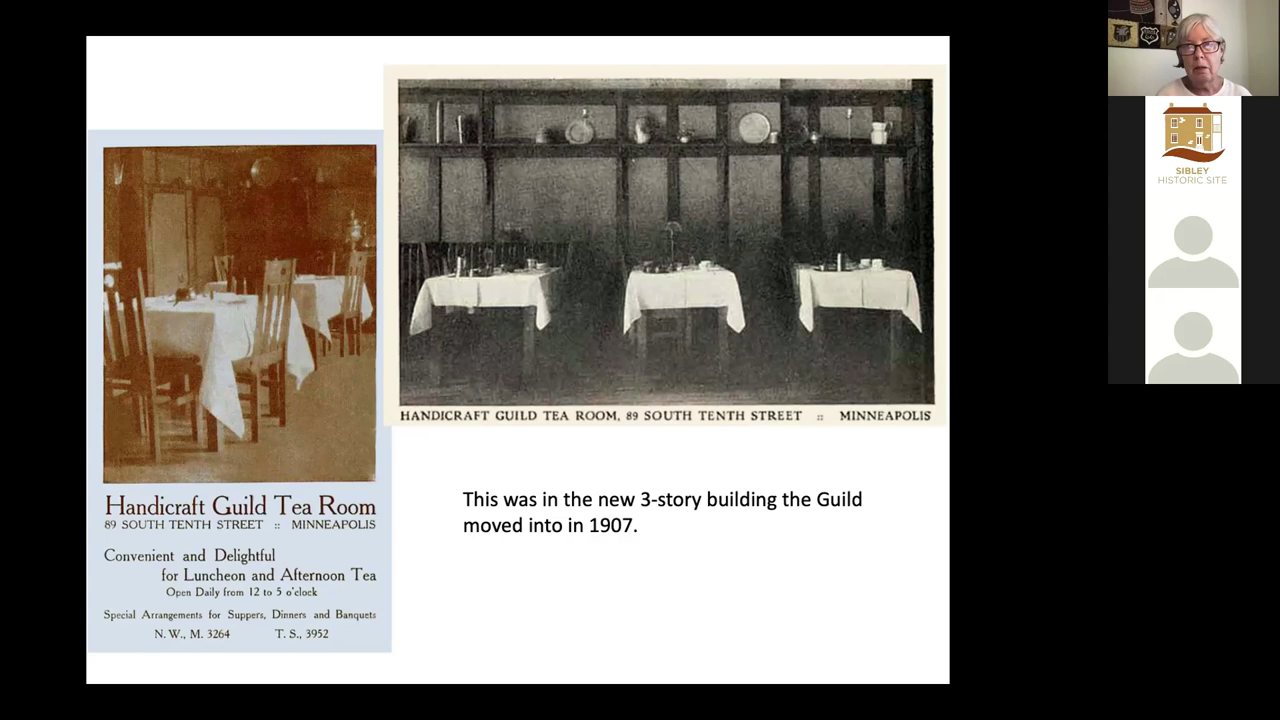 Handicraft Guild Tea Room
89 SOUTH TENTH STREET :: MINNEAPOLIS
Convenient and Delightful
for Luncheon and Afternoon Tea
Open Daily from 12 to 5 o'clock
Special Arrangements for Suppers, Dinners and Banquets
N. W., M. 3264 T. S., 3952
HANDICRAFT GUILD TEA ROOM, 89 SOUTH TENTH STREET :: MINNEAPOLIS
This was in the new 3-story building the Guild
moved into in 1907.
SIBLEY
HISTORIC SITE